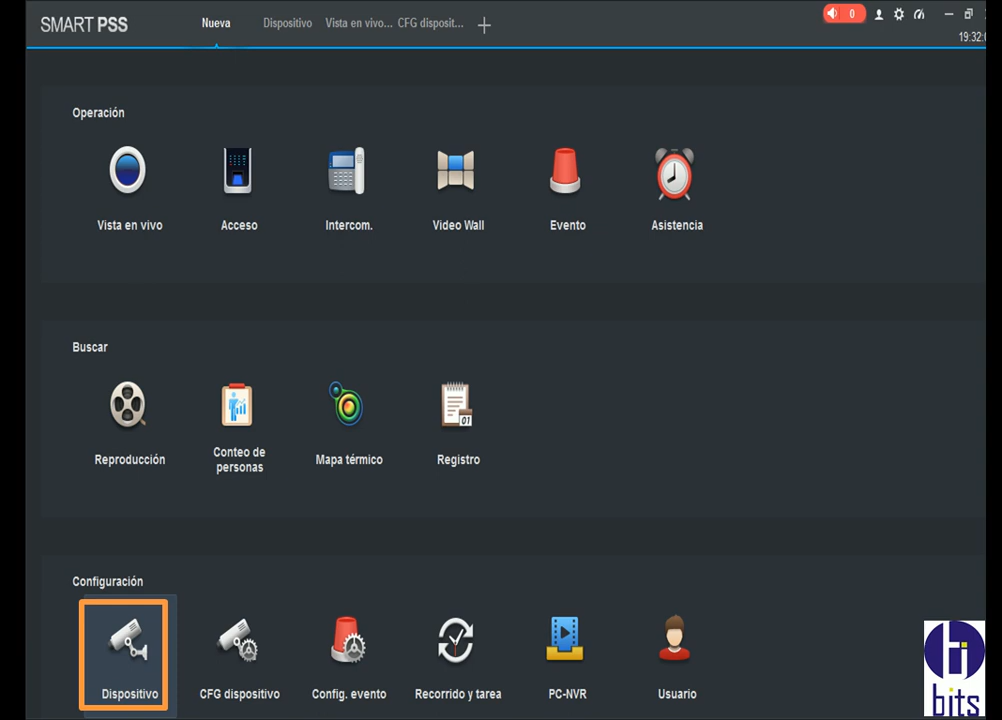 SMART PSS
Nueva
Dispositivo
Vista en vivo...
CFG disposit...
0
19:32:
Operación
Vista en vivo
Acceso
Intercom.
Video Wall
Evento
Asistencia
Buscar
Reproducción
Conteo de
personas
Mapa térmico
01
Registro
Configuración
Dispositivo
CFG dispositivo
Config. evento
Recorrido y tarea
PC-NVR
Usuario
bits